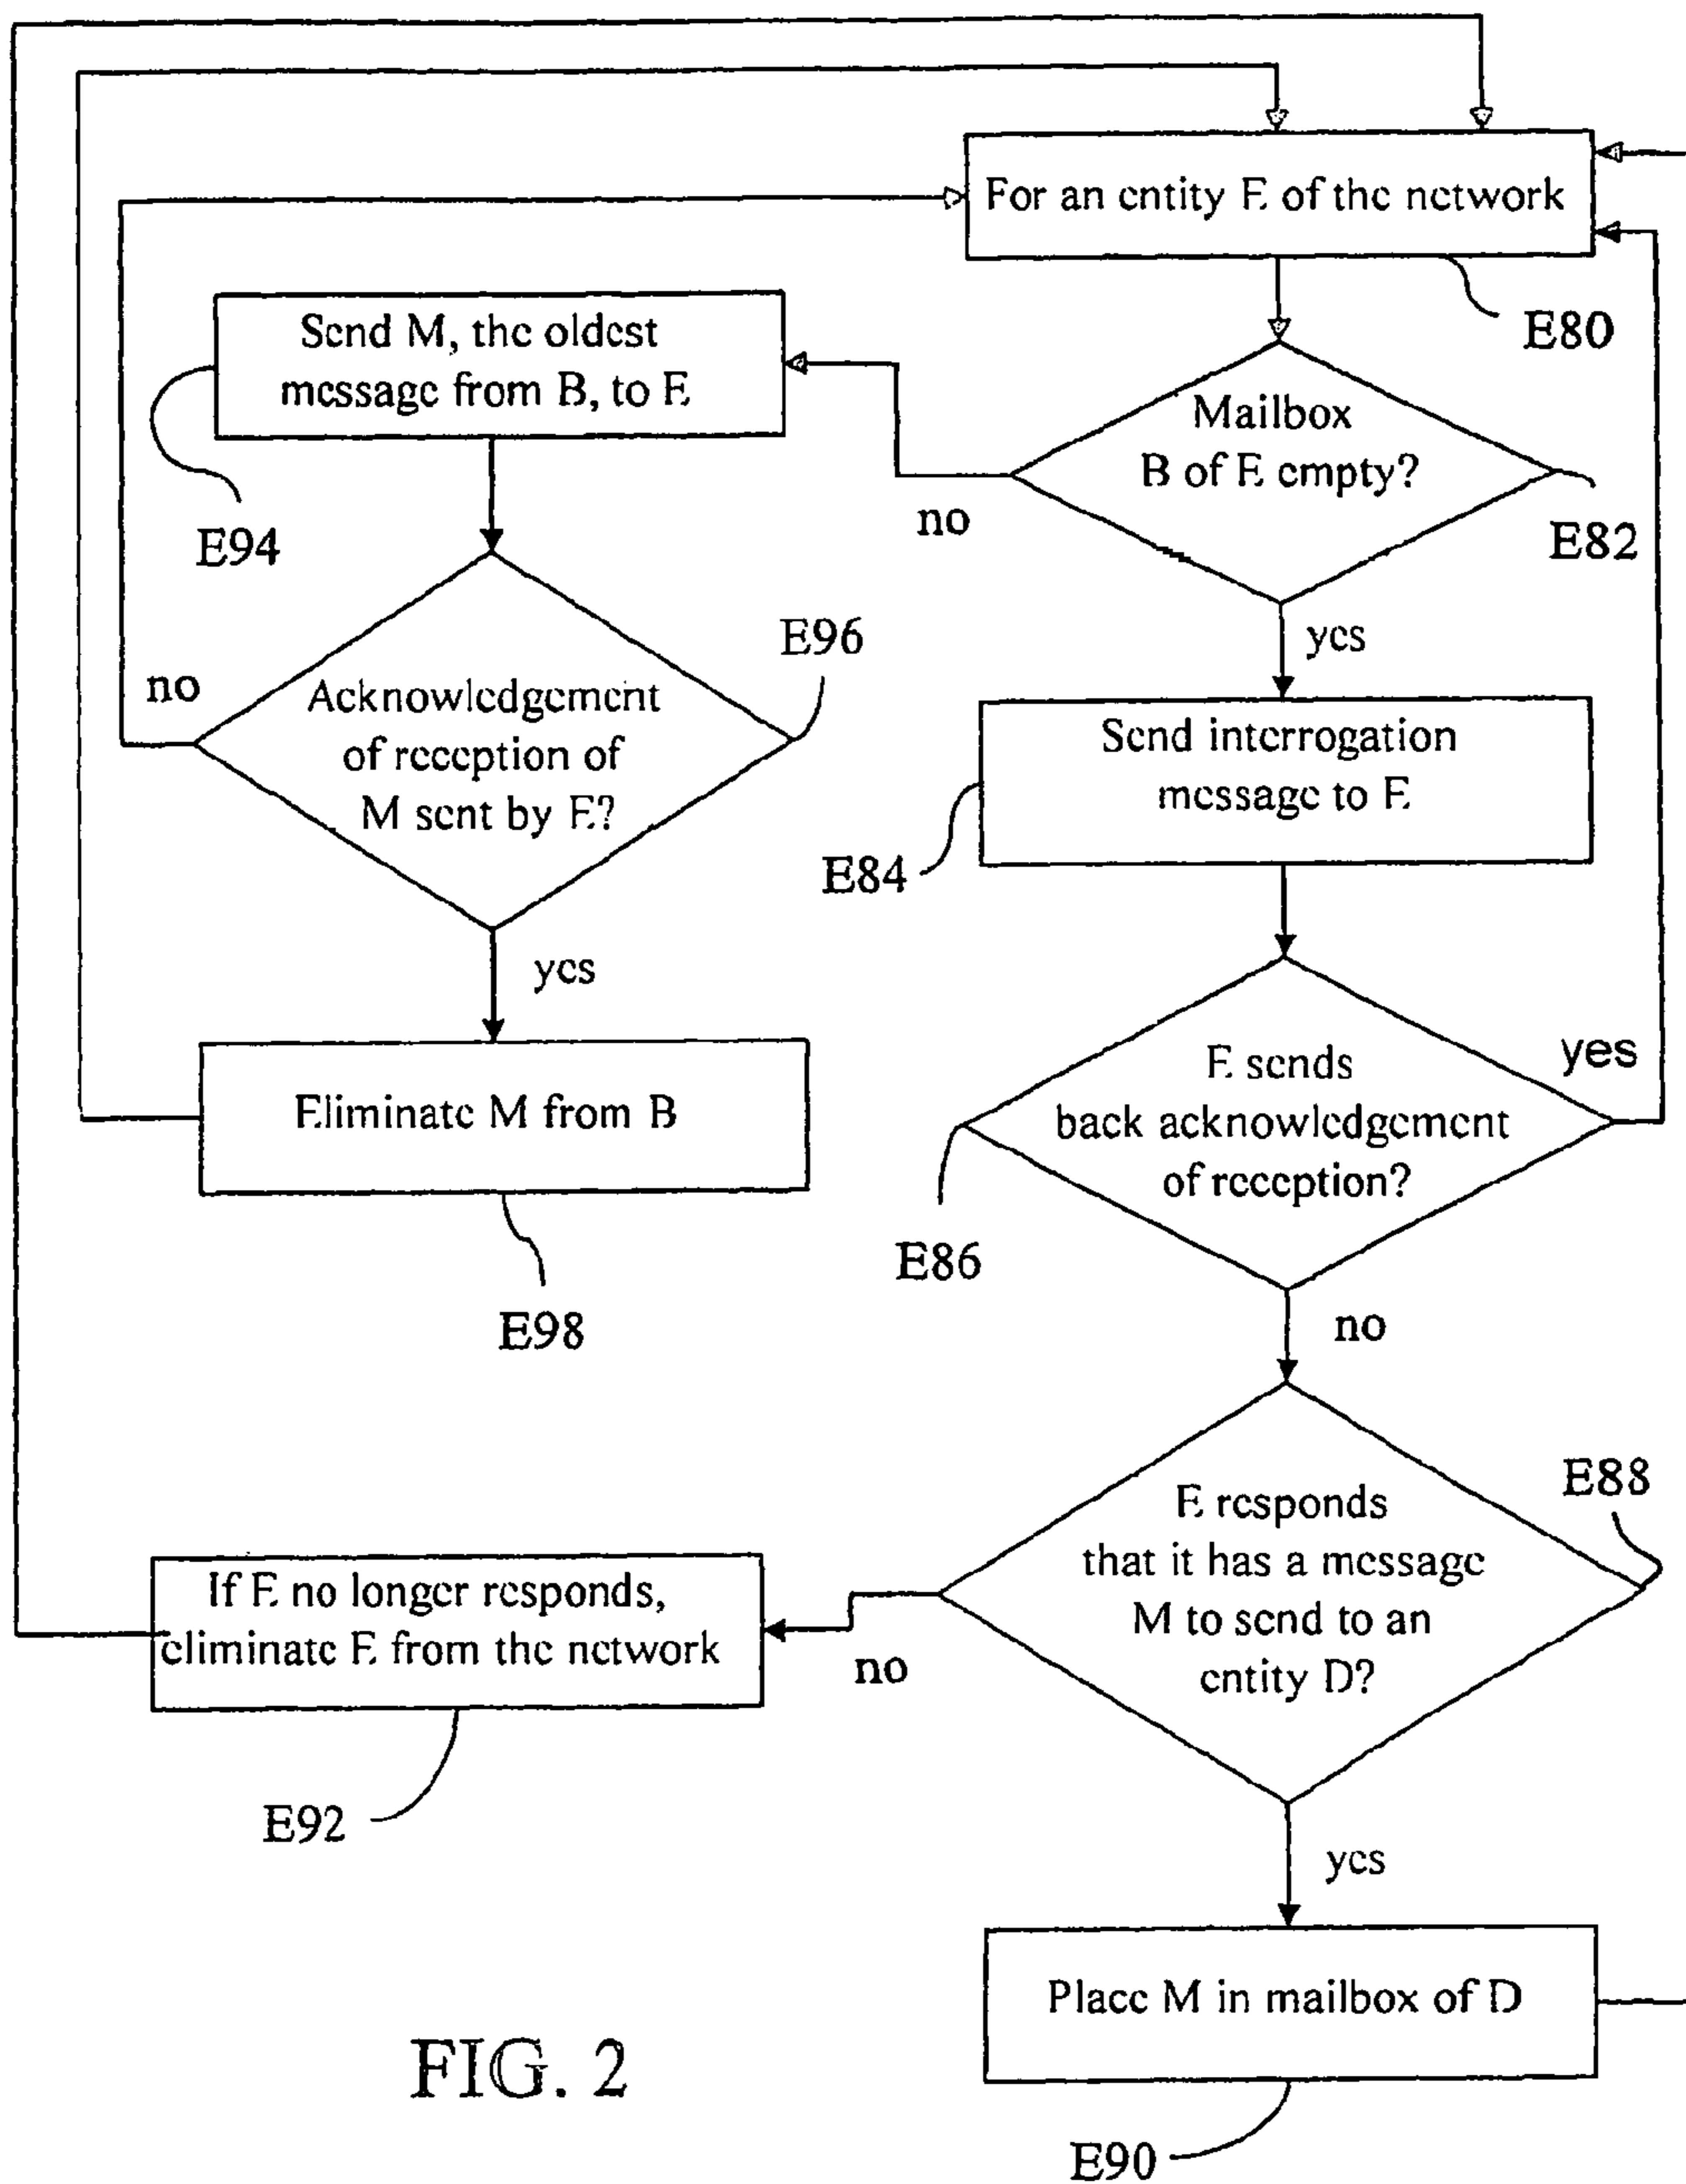 For an entity E of the network
E80
Send M, the oldest
message from B, to E
E94
Mailbox
B of E empty?
E82
no
yes
E96
no
Acknowledgement
of reception of
M sent by E?
Send interrogation
message to E
E84
yes
Eliminate M from B
E98
E sends
back acknowledgement
of reception?
yes
E86
no
E88
E responds
that it has a message
M to send to an
entity D?
If E no longer responds,
eliminate E from the network
no
E92
yes
Place M in mailbox of D
E90
FIG. 2